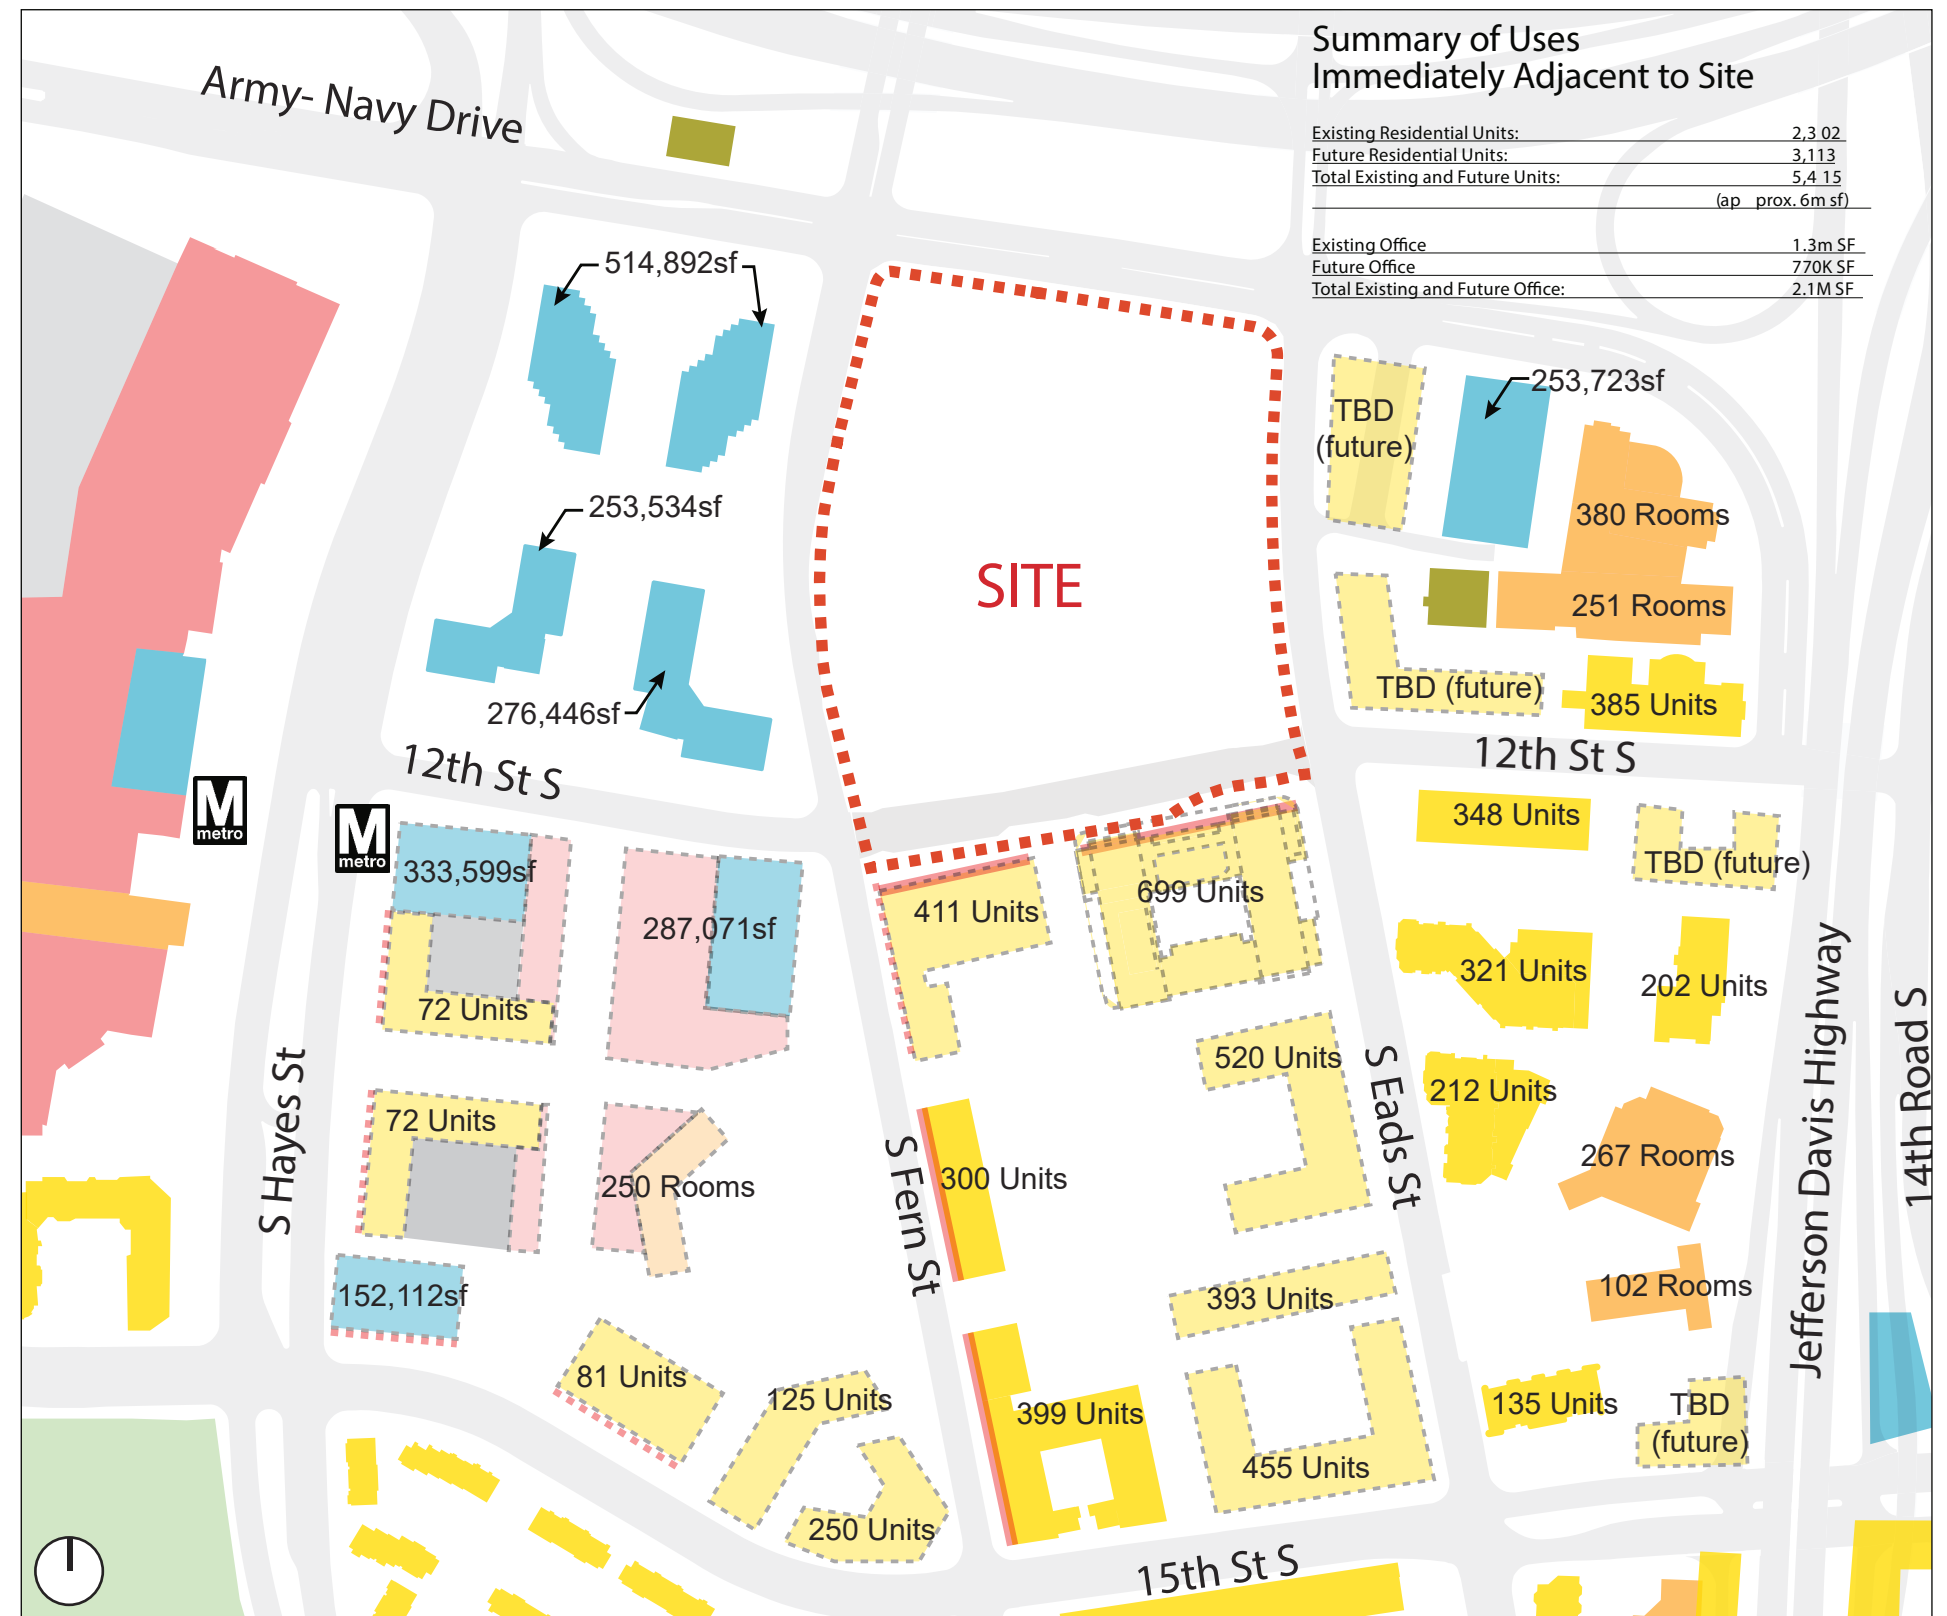 Summary of Uses
Immediately Adjacent to Site
Existing Residential Units: 2,3 02
Future Residential Units: 3,113
Total Existing and Future Units: 5,4 15
(ap prox. 6m sf)
Existing Office 1.3m SF
Future Office 770K SF
Total Existing and Future Office: 2.1M SF
Army- Navy Drive
514,892sf
253,723sf
TBD
(future)
253,534sf
380 Rooms
SITE
251 Rooms
TBD (future)
385 Units
276,446sf
12th St S
12th St S
M
metro
M
metro
348 Units
TBD (future)
333,599sf
287,071sf
411 Units
699 Units
321 Units
202 Units
72 Units
520 Units
212 Units
72 Units
250 Rooms
300 Units
267 Rooms
S Hayes St
S Fern St
S Eads St
Jefferson Davis Highway
14th Road S
152,112sf
393 Units
102 Rooms
81 Units
125 Units
399 Units
135 Units
TBD
(future)
455 Units
250 Units
15th St S